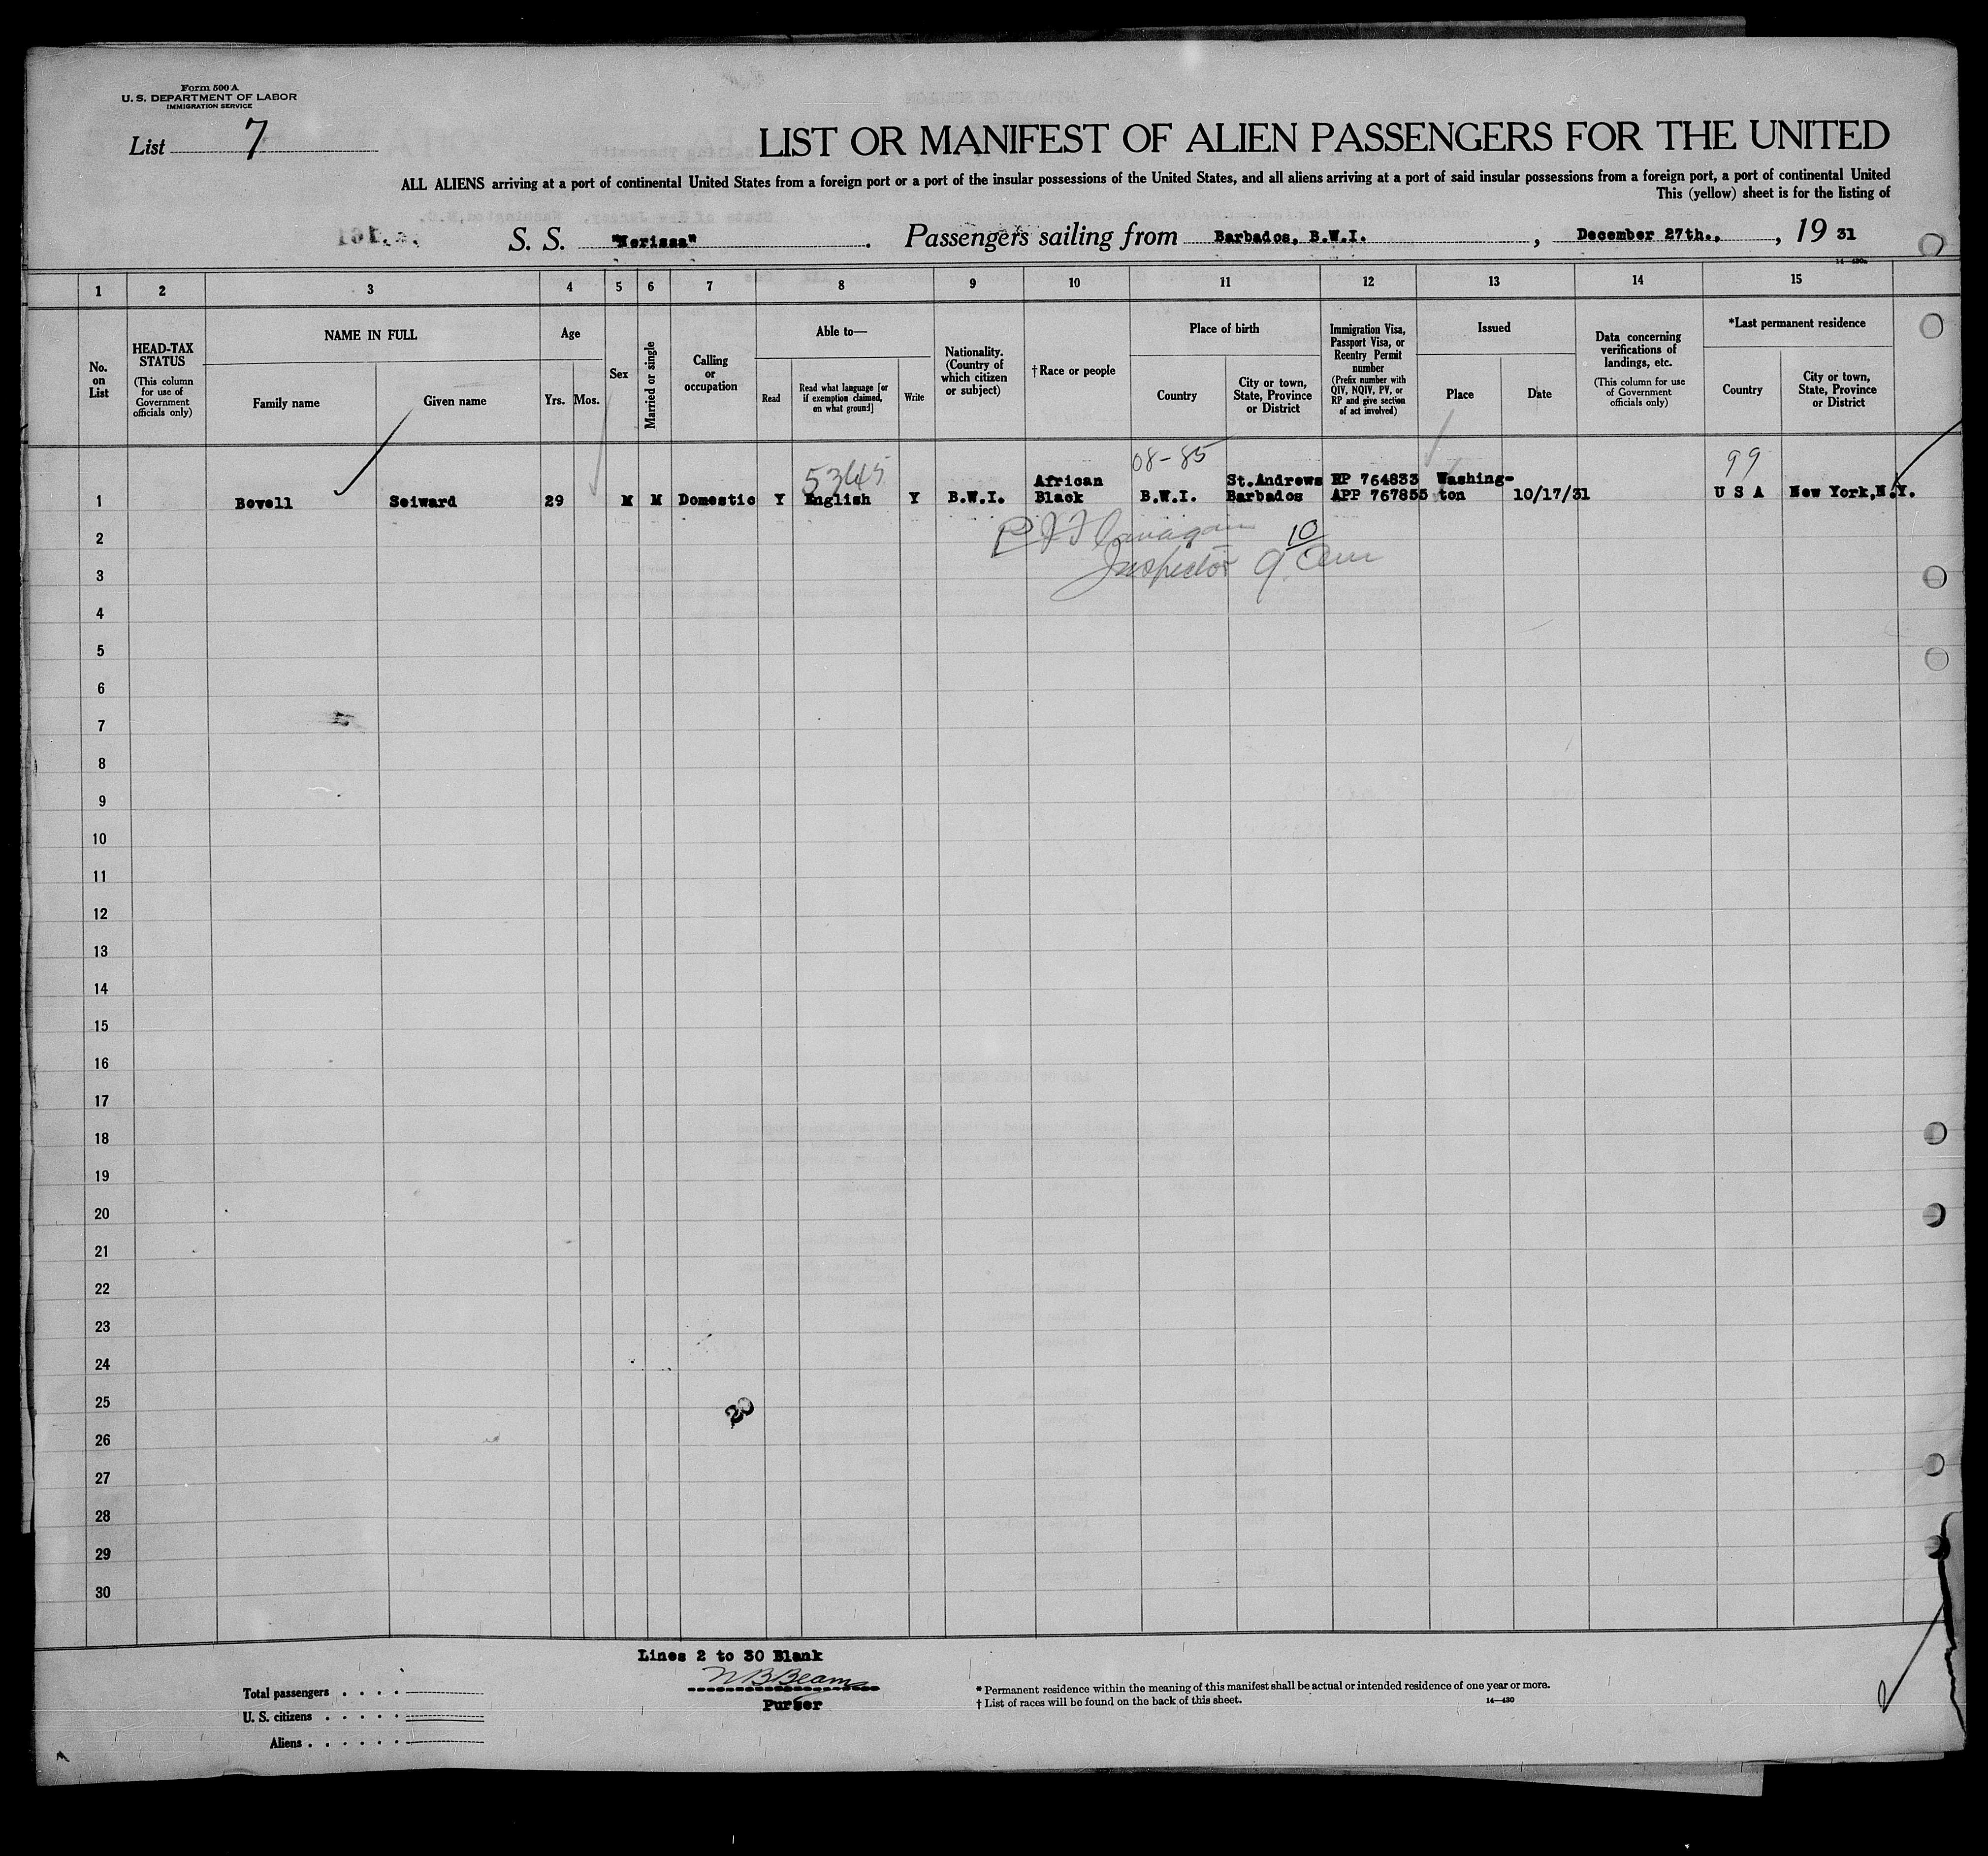 Form 500 A
U. S. DEPARTMENT OF LABOR
IMMIGRATION SERVICE
List 7
LIST OR MANIFEST OF ALIEN PASSENGERS FOR THE UNITED
ALL ALIENS arriving at a port of continental United States from a foreign port or a port of the insular possessions of the United States, and all aliens arriving at a port of said insular possessions from a foreign port, a port of continental United
This (yellow) sheet is for the listing of
S. S. "Nerissa". Passengers sailing from Barbados, B.W.I., December 27th., 19 31
14—430a
1 2 3 4 5 6 7 8 9 10 11 12 13 14 15
No. on List
HEAD-TAX STATUS
(This column for use of Government officials only)
NAME IN FULL
Family name
Given name
Age
Yrs. Mos.
Sex
Married or single
Calling or occupation
Able to—
Read
Read what language [or if exemption claimed, on what ground]
Write
Nationality. (Country of which citizen or subject)
† Race or people
Place of birth
Country
City or town, State, Province or District
Immigration Visa, Passport Visa, or Reentry Permit number
(Prefix number with QIV, NQIV, PV, or RP and give section of act involved)
Issued
Place
Date
Data concerning verifications of landings, etc.
(This column for use of Government officials only)
*Last permanent residence
Country
City or town, State, Province or District
5345 08-85 99
African St.Andrews RP 764833 Washing-
1 Bovell Seiward 29 M M Domestic Y English Y B.W.I. Black B.W.I. Barbados APP 767855 ton 10/17/31 U S A New York,N.Y.
2 P J Flanagan 10
3 Inspector
4
5
6
7
8
9
10
11
12
13
14
15
16
17
18
19
20
21
22
23
24
25
20
26
27
28
29
30
Lines 2 to 30 Blank
N B Beams
Purser
Total passengers . . . .
U. S. citizens . . . . .
Aliens . . . . . .
* Permanent residence within the meaning of this manifest shall be actual or intended residence of one year or more.
† List of races will be found on the back of this sheet.
14—430